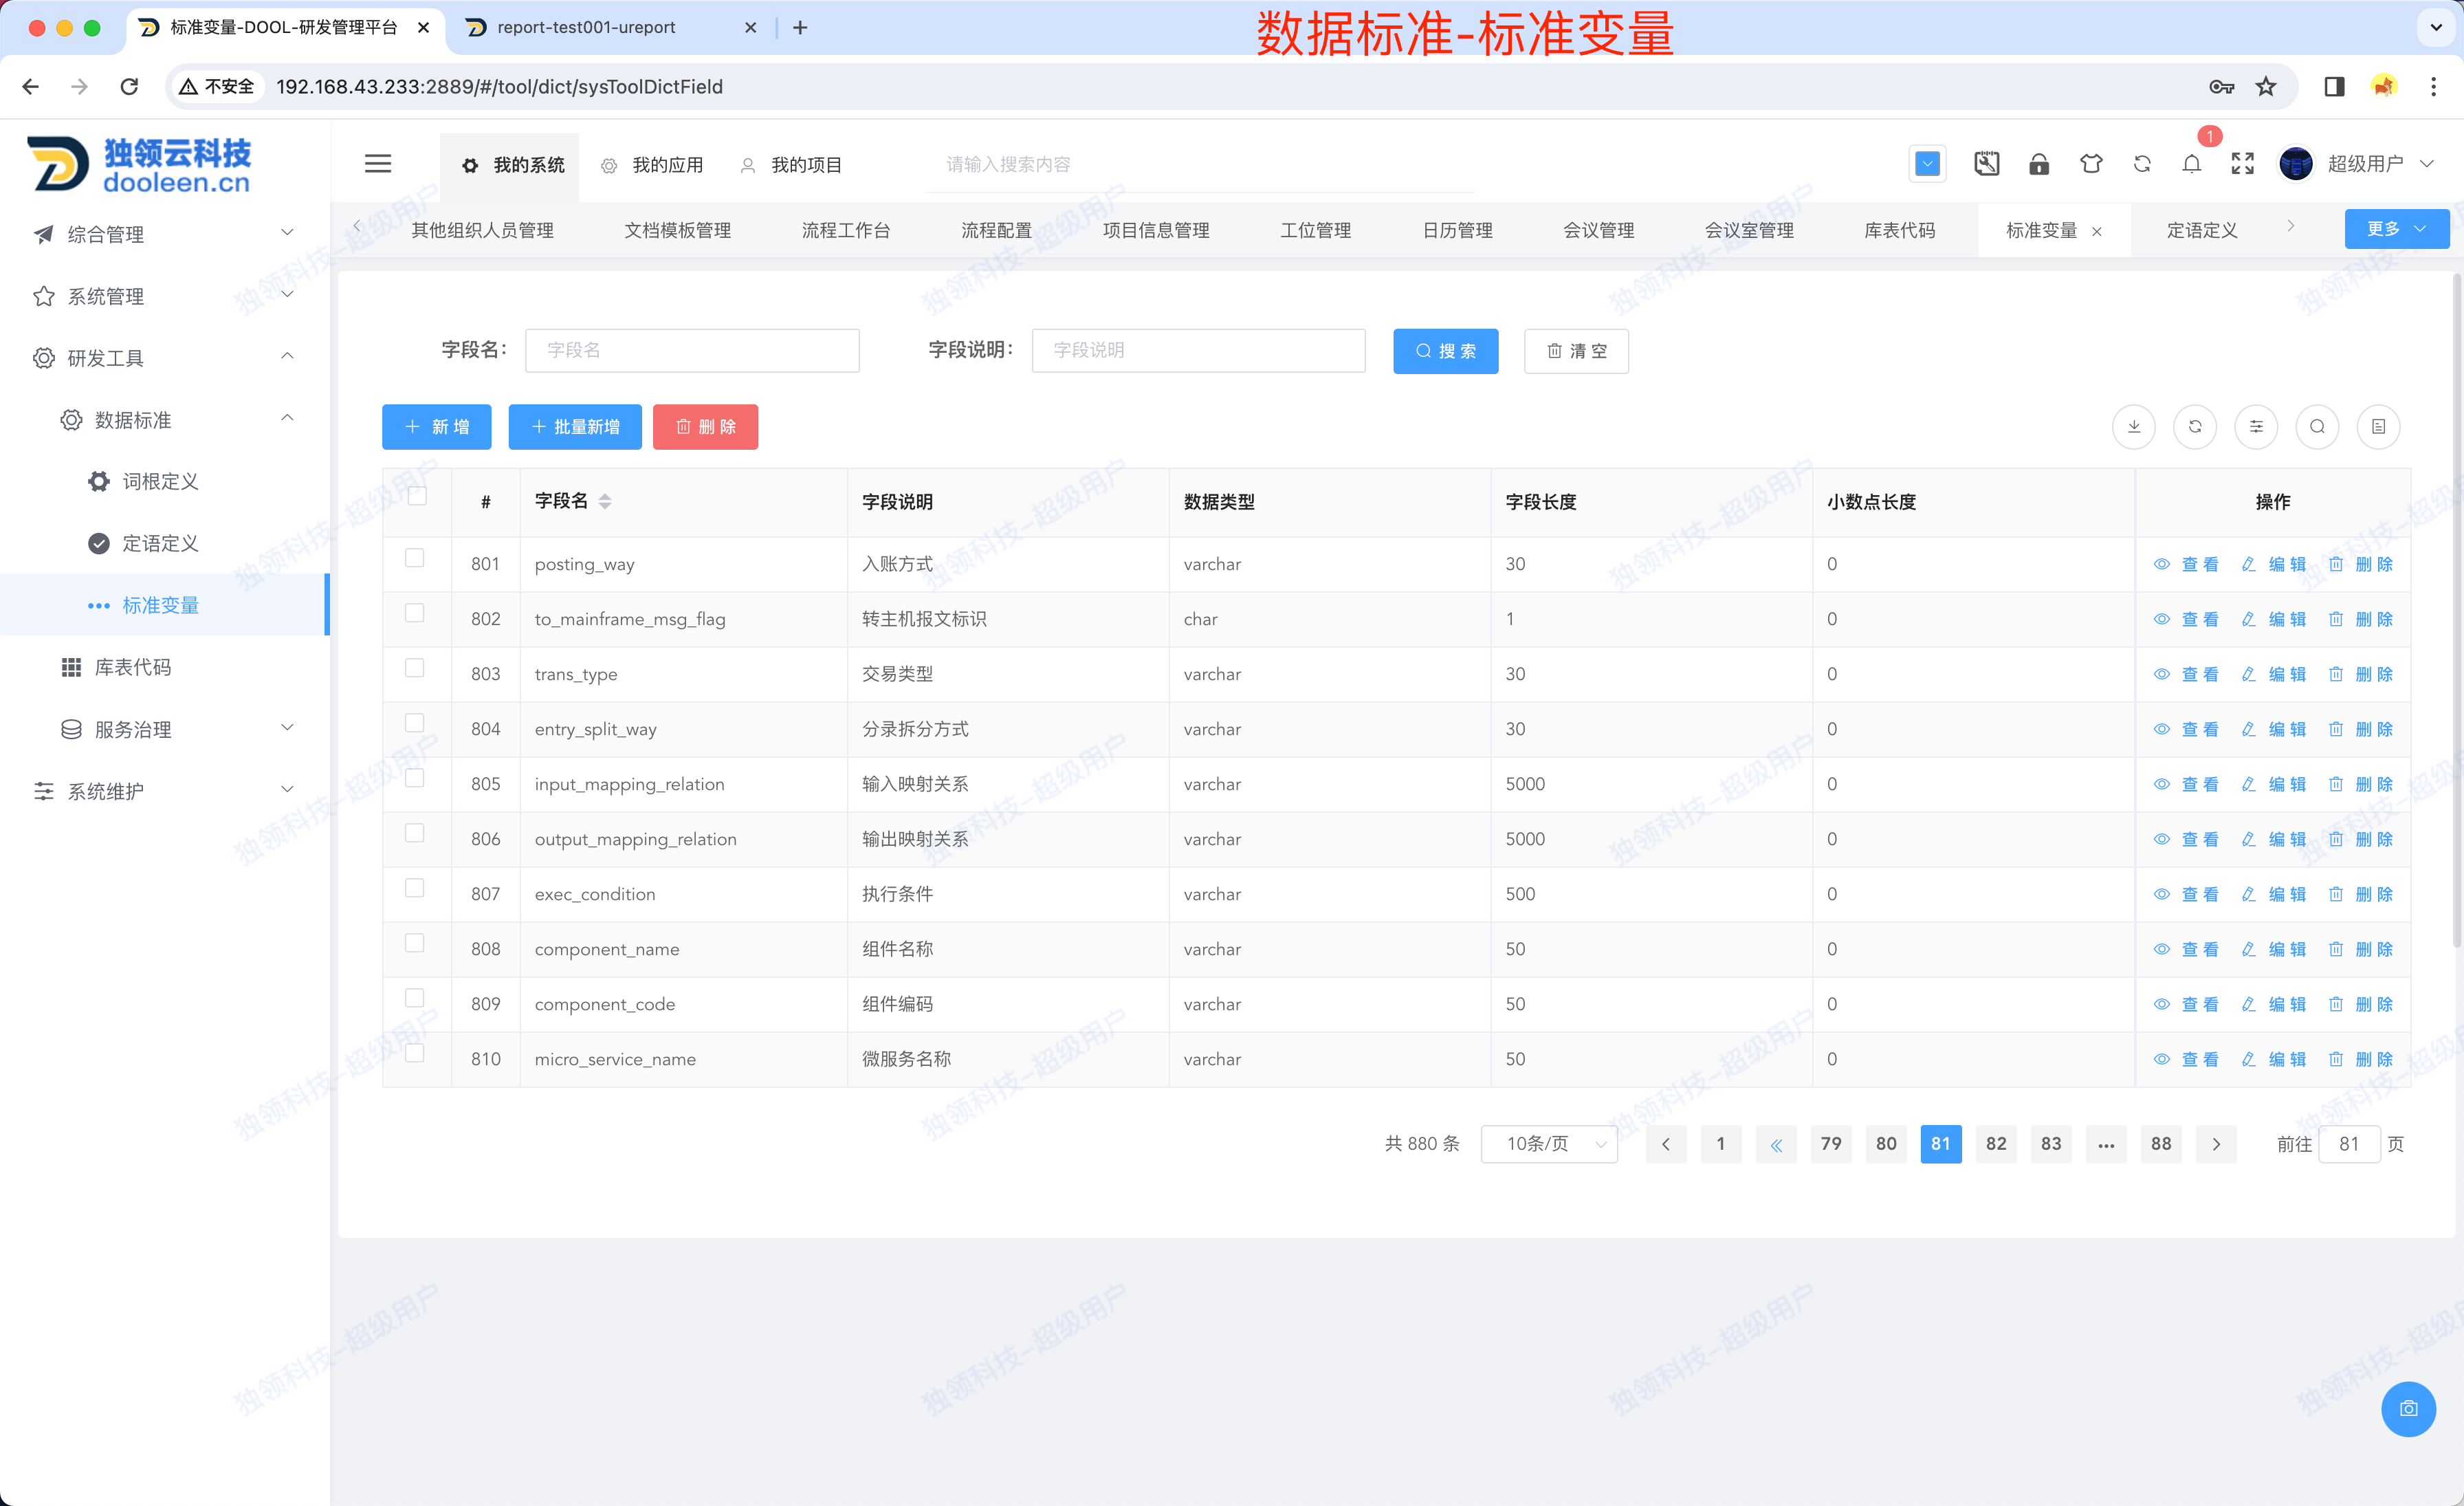 标准变量-DOOL-研发管理平台
report-test001-ureport
数据标准-标准变量
不安全 192.168.43.233:2889/#/tool/dict/sysToolDictField
独领云科技
dooleen.cn
我的系统 我的应用 我的项目 请输入搜索内容 1 超级用户
其他组织人员管理 文档模板管理 流程工作台 流程配置 项目信息管理 工位管理 日历管理 会议管理 会议室管理 库表代码 标准变量 定语定义 更多
综合管理
系统管理
研发工具
数据标准
词根定义
定语定义
标准变量
库表代码
服务治理
系统维护
字段名: 字段名 字段说明: 字段说明 搜索 清空
新增 批量新增 删除
# 字段名 字段说明 数据类型 字段长度 小数点长度 操作
801 posting_way 入账方式 varchar 30 0 查看 编辑 删除
802 to_mainframe_msg_flag 转主机报文标识 char 1 0 查看 编辑 删除
803 trans_type 交易类型 varchar 30 0 查看 编辑 删除
804 entry_split_way 分录拆分方式 varchar 30 0 查看 编辑 删除
805 input_mapping_relation 输入映射关系 varchar 5000 0 查看 编辑 删除
806 output_mapping_relation 输出映射关系 varchar 5000 0 查看 编辑 删除
807 exec_condition 执行条件 varchar 500 0 查看 编辑 删除
808 component_name 组件名称 varchar 50 0 查看 编辑 删除
809 component_code 组件编码 varchar 50 0 查看 编辑 删除
810 micro_service_name 微服务名称 varchar 50 0 查看 编辑 删除
共 880 条 10条/页 1 79 80 81 82 83 ... 88 前往 81 页
独领科技-超级用户